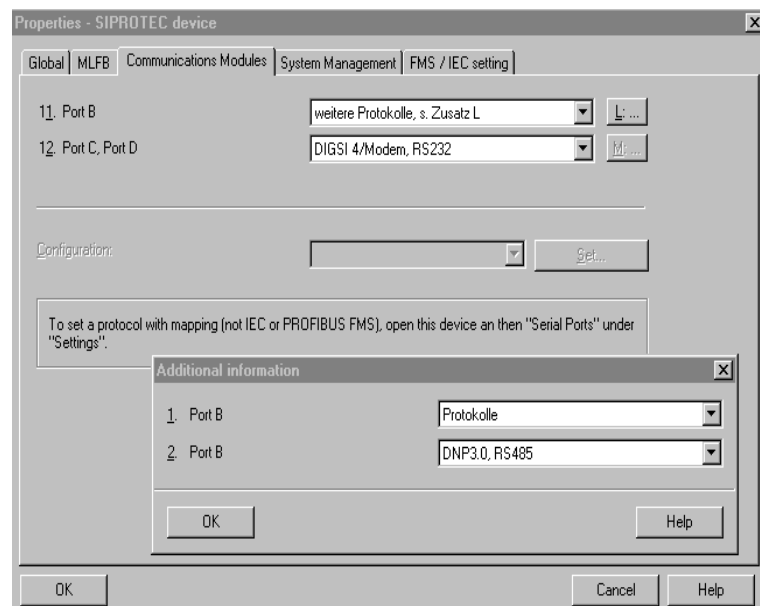 Properties - SIPROTEC device
Global MLFB Communications Modules System Management FMS / IEC setting
11. Port B weitere Protokolle, s. Zusatz L L: ...
12. Port C, Port D DIGSI 4/Modem, RS232 M: ...
Configuration: Set...
To set a protocol with mapping (not IEC or PROFIBUS FMS), open this device an then "Serial Ports" under
"Settings".
Additional information
1. Port B Protokolle
2. Port B DNP3.0, RS485
OK Help
OK Cancel Help